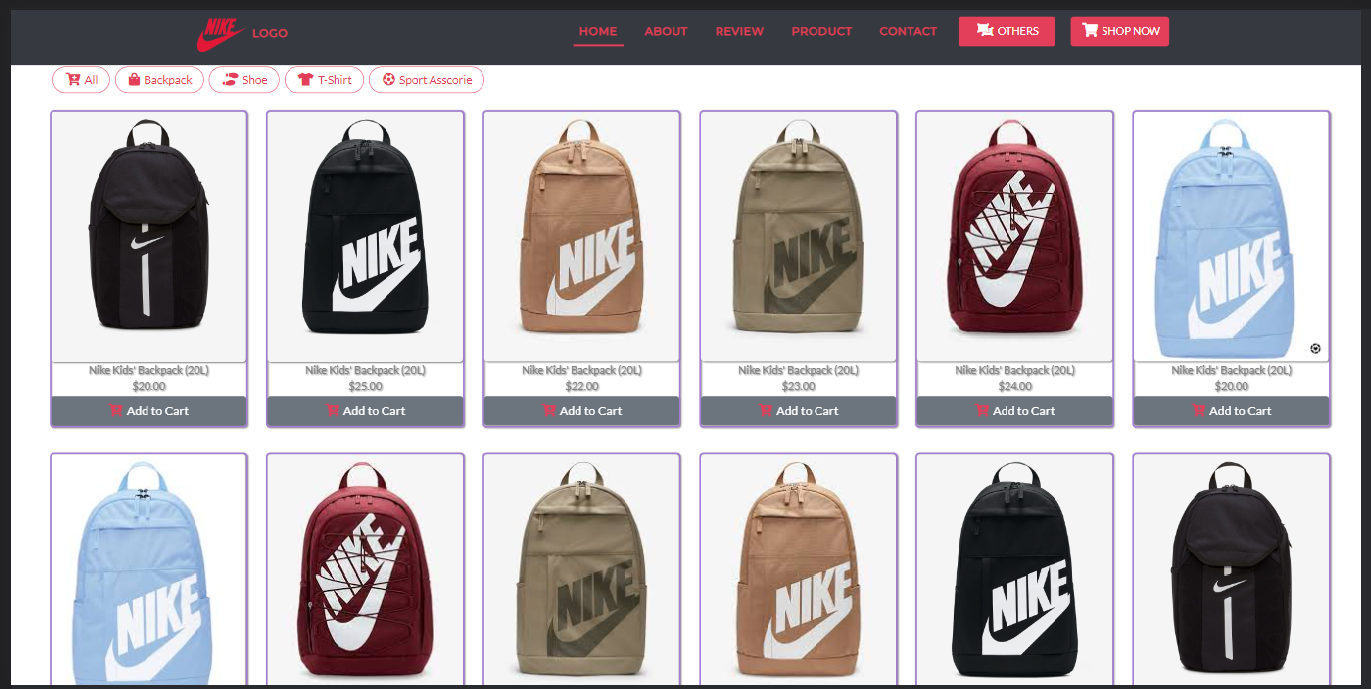 NIKE LOGO HOME ABOUT REVIEW PRODUCT CONTACT OTHERS SHOP NOW
All Backpack Shoe T-Shirt Sport Asscorie
NIKE NIKE NIKE NIKE NIKE
Nike Kids' Backpack (20L) Nike Kids' Backpack (20L) Nike Kids' Backpack (20L) Nike Kids' Backpack (20L) Nike Kids' Backpack (20L) Nike Kids' Backpack (20L)
$20.00 $25.00 $22.00 $23.00 $24.00 $20.00
Add to Cart Add to Cart Add to Cart Add to Cart Add to Cart Add to Cart
NIKE NIKE NIKE NIKE NIKE